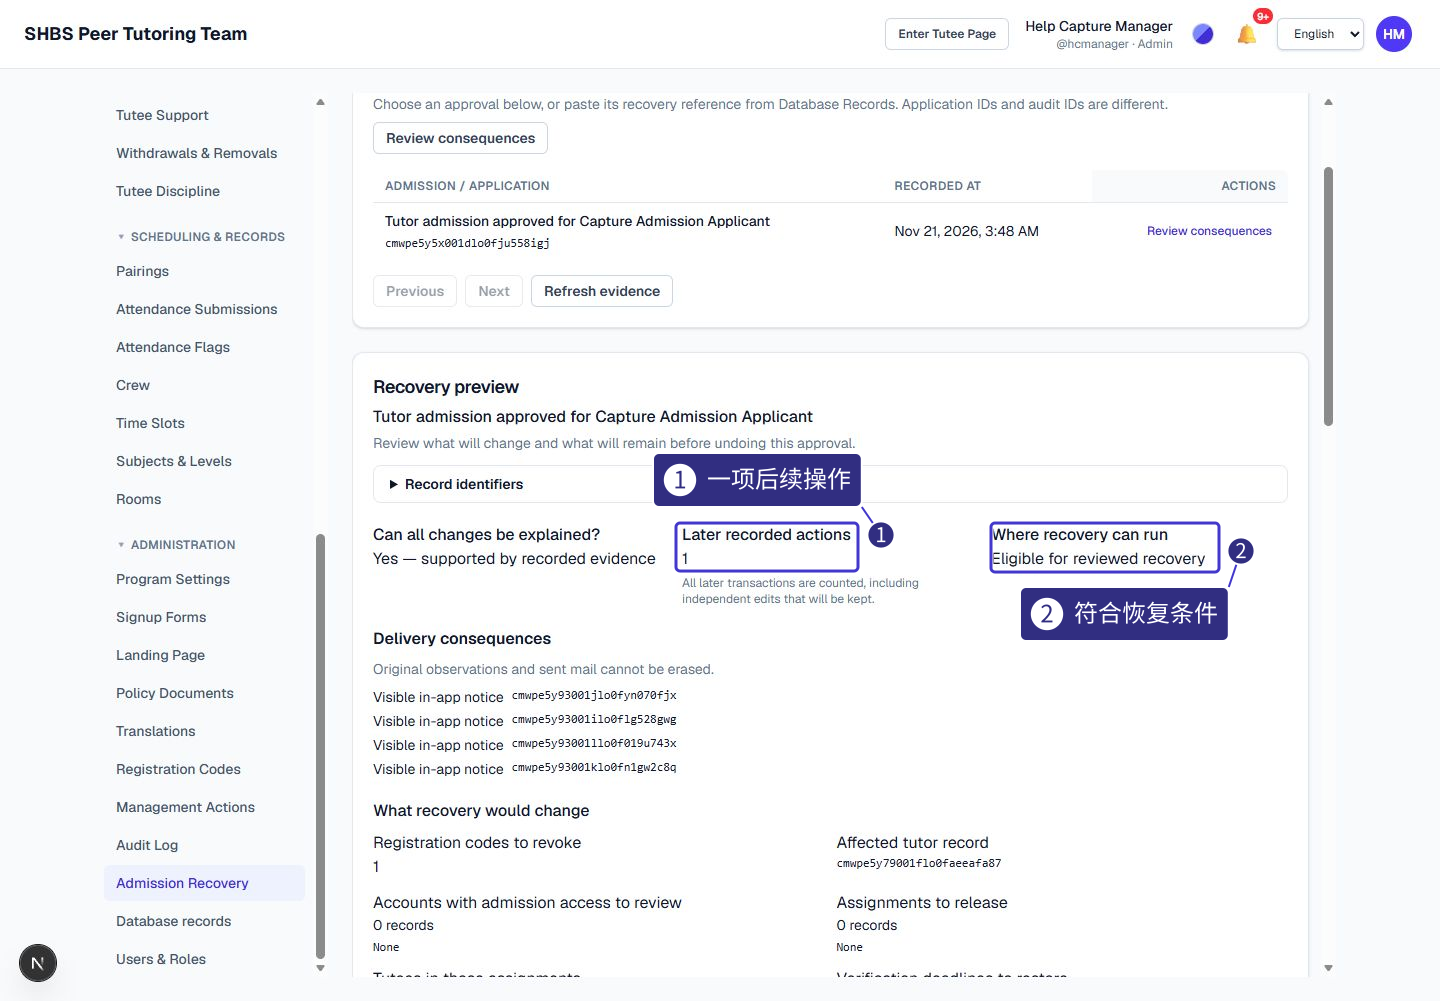 SHBS Peer Tutoring Team
Enter Tutee Page
Help Capture Manager
@hcmanager · Admin
9+
English
HM
Tutee Support
Withdrawals & Removals
Tutee Discipline
SCHEDULING & RECORDS
Pairings
Attendance Submissions
Attendance Flags
Crew
Time Slots
Subjects & Levels
Rooms
ADMINISTRATION
Program Settings
Signup Forms
Landing Page
Policy Documents
Translations
Registration Codes
Management Actions
Audit Log
Admission Recovery
Database records
Users & Roles
N
Choose an approval below, or paste its recovery reference from Database Records. Application IDs and audit IDs are different.
Review consequences
ADMISSION / APPLICATION RECORDED AT ACTIONS
Tutor admission approved for Capture Admission Applicant
cmwpe5y5x001dlo0fju558igj
Nov 21, 2026, 3:48 AM
Review consequences
Previous Next Refresh evidence
Recovery preview
Tutor admission approved for Capture Admission Applicant
Review what will change and what will remain before undoing this approval.
Record identifiers
1 一项后续操作
Can all changes be explained?
Yes — supported by recorded evidence
Later recorded actions
1
1
All later transactions are counted, including
independent edits that will be kept.
Where recovery can run
Eligible for reviewed recovery
2
2 符合恢复条件
Delivery consequences
Original observations and sent mail cannot be erased.
Visible in-app notice cmwpe5y93001jlo0fyn070fjx
Visible in-app notice cmwpe5y93001ilo0flg528gwg
Visible in-app notice cmwpe5y93001llo0f019u743x
Visible in-app notice cmwpe5y93001klo0fn1gw2c8q
What recovery would change
Registration codes to revoke
1
Affected tutor record
cmwpe5y79001flo0faeeafa87
Accounts with admission access to review
0 records
None
Assignments to release
0 records
None
Tutees in these assignments
Verification deadlines to restore